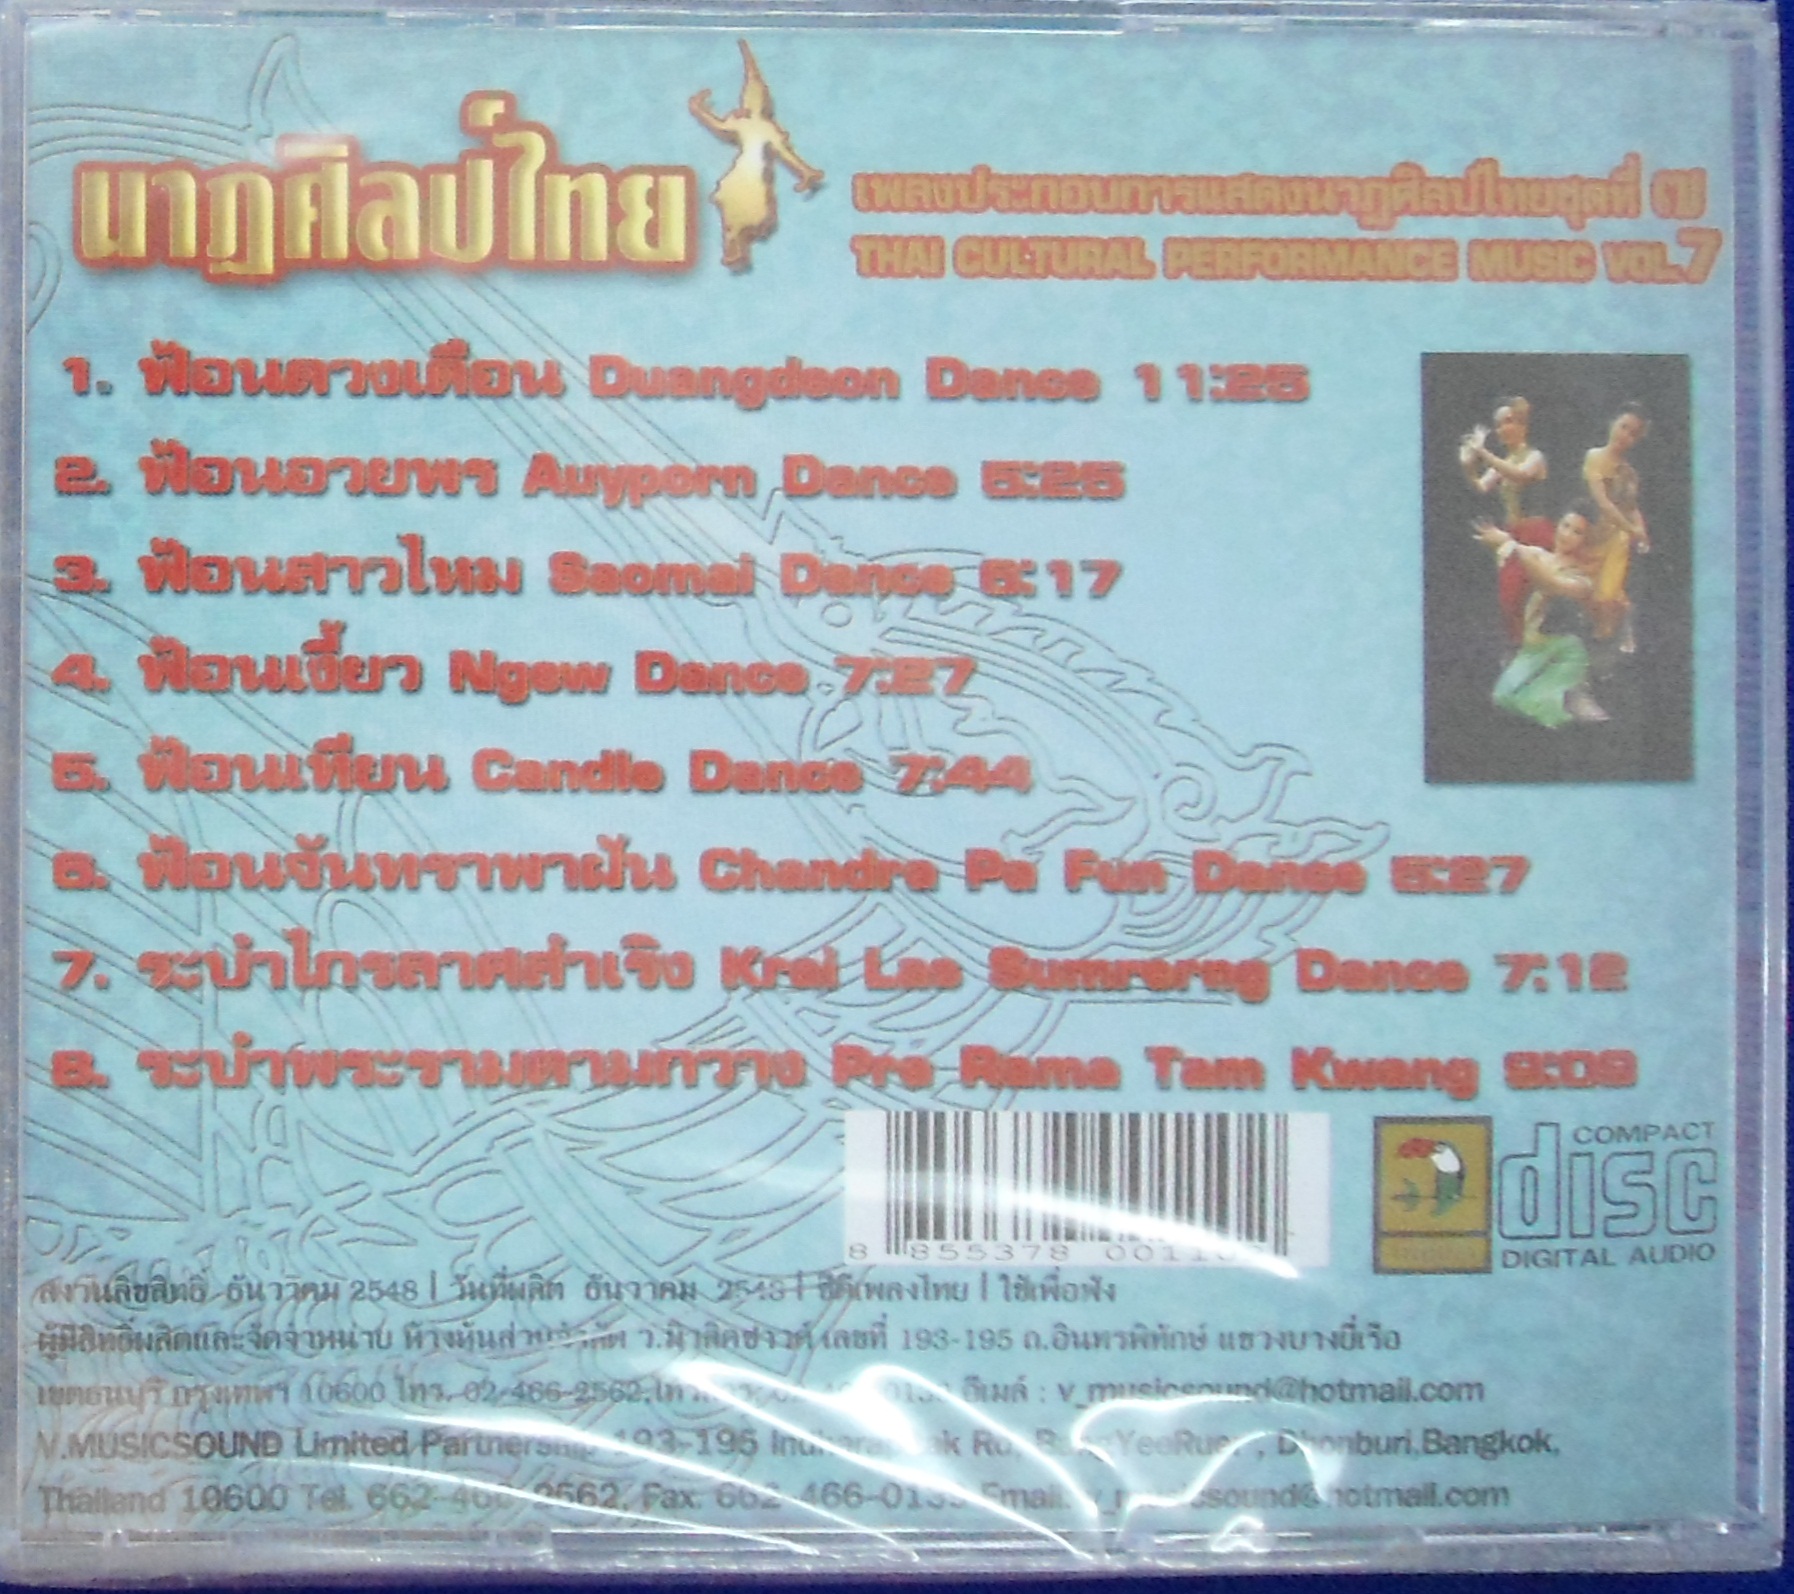 นาฏศิลป์ไทย
เพลงประกอบการแสดงนาฏศิลป์ไทยชุดที่ ๗
THAI CULTURAL PERFORMANCE MUSIC VOL.7
1. ฟ้อนดวงเดือน Duangdeon Dance 11:25
2. ฟ้อนอวยพร Auyporn Dance 5:25
3. ฟ้อนสาวไหม Saomai Dance 6:17
4. ฟ้อนเงี้ยว Ngew Dance 7:27
5. ฟ้อนเทียน Candle Dance 7:44
6. ฟ้อนจันทราพาฝัน Chandra Pa Fun Dance 5:27
7. ระบำไกรลาศสำเริง Krai Las Sumrerng Dance 7:12
8. ระบำพระรามตามกวาง Pra Rama Tam Kwang 9:09
COMPACT
disc
DIGITAL AUDIO
8 855378
สงวนลิขสิทธิ์ ธันวาคม 2548 | วันที่ผลิต ธันวาคม 2548 | ซีดีเพลงไทย | ใช้เพื่อฟัง
ผู้มีสิทธิ์ผลิตและจัดจำหน่าย ห้างหุ้นส่วนจำกัด ว.มิวสิคซาวด์ เลขที่ 193-195 ถ.อินทรพิทักษ์ แขวงบางยี่เรือ
เขตธนบุรี กรุงเทพฯ 10600 โทร. 02-466-2562, อีเมล์ : v_musicsound@hotmail.com
V.MUSICSOUND Limited Partnership 193-195 Rd, Dhonburi,Bangkok,
Thailand 10600 Tel. 662-466-2562, Fax. 662-466-0139 Email. v_musicsound@hotmail.com